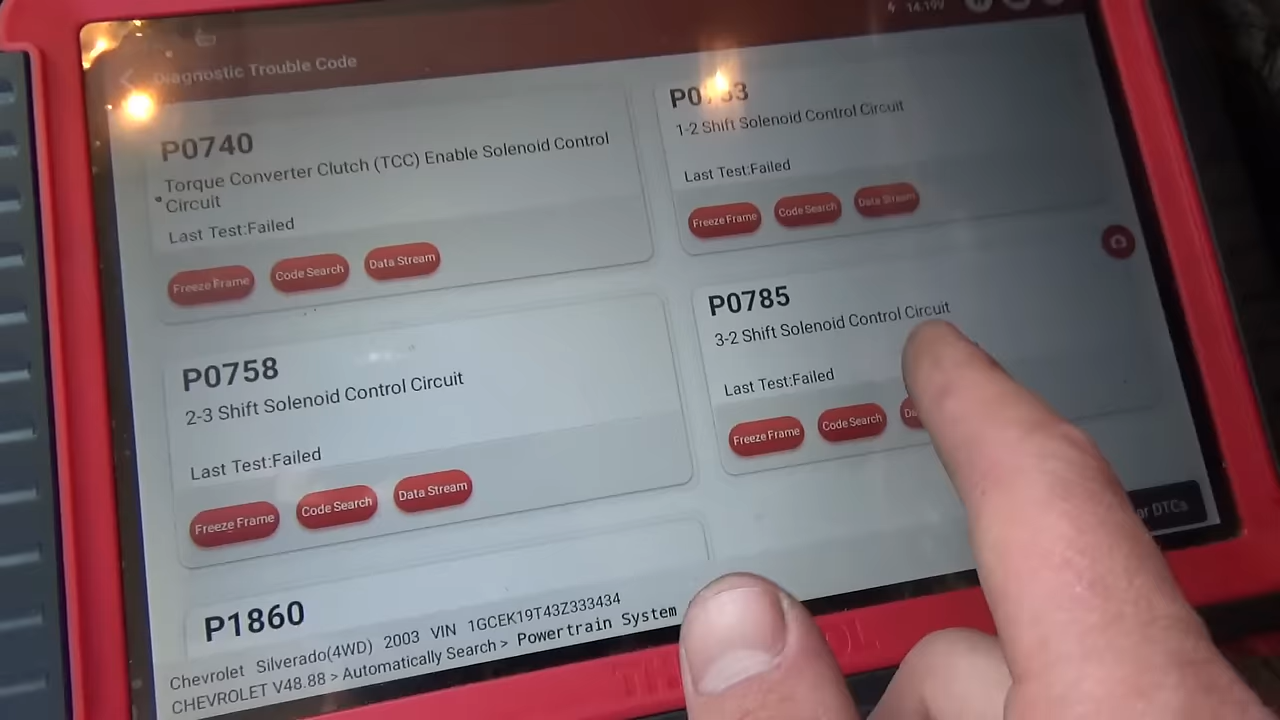 14.19V
Diagnostic Trouble Code
P0740
Torque Converter Clutch (TCC) Enable Solenoid Control
Circuit
Last Test:Failed
Freeze Frame
Code Search
Data Stream
1-2 Shift Solenoid Control Circuit
Last Test:Failed
Freeze Frame
Code Search
Data Stream
P0758
2-3 Shift Solenoid Control Circuit
Last Test:Failed
Freeze Frame
Code Search
Data Stream
P0785
3-2 Shift Solenoid Control Circuit
Last Test:Failed
Freeze Frame
Code Search
P1860
DTCs
Chevrolet Silverado(4WD) 2003 VIN 1GCEK19T43Z333434
CHEVROLET V48.88 > Automatically Search > Powertrain System